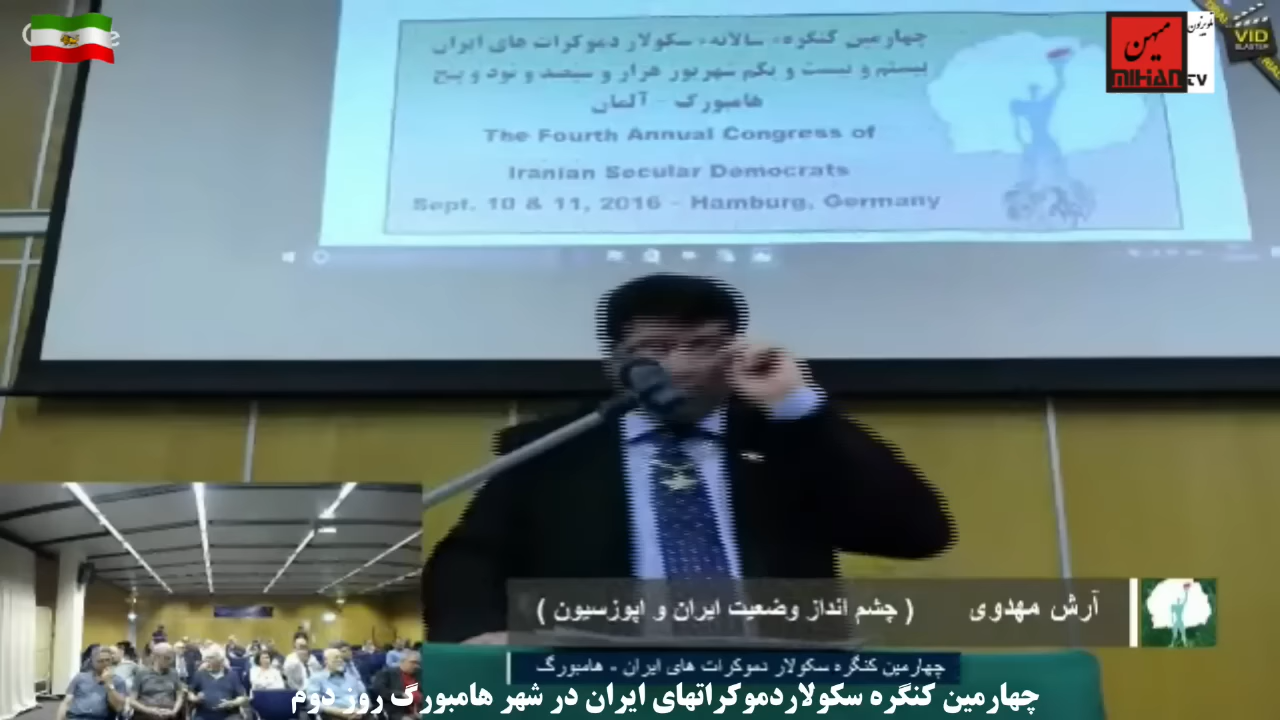 تلویزیون
میهن
MIHAN TV
VID
BLASTER
چهارمین کنگره سالانه سکولار دموکرات های ایران
بیستم و بیست و یکم شهریور هزار و سیصد و نود و پنج
هامبورگ - آلمان
The Fourth Annual Congress of
Iranian Secular Democrats
Sept. 10 & 11, 2016 - Hamburg, Germany
آرش مهدوی ( چشم انداز وضعیت ایران و اپوزسیون )
چهارمین کنگره سکولار دموکرات های ایران - هامبورگ
چهارمین کنگره سکولاردموکراتهای ایران در شهر هامبورگ روز دوم